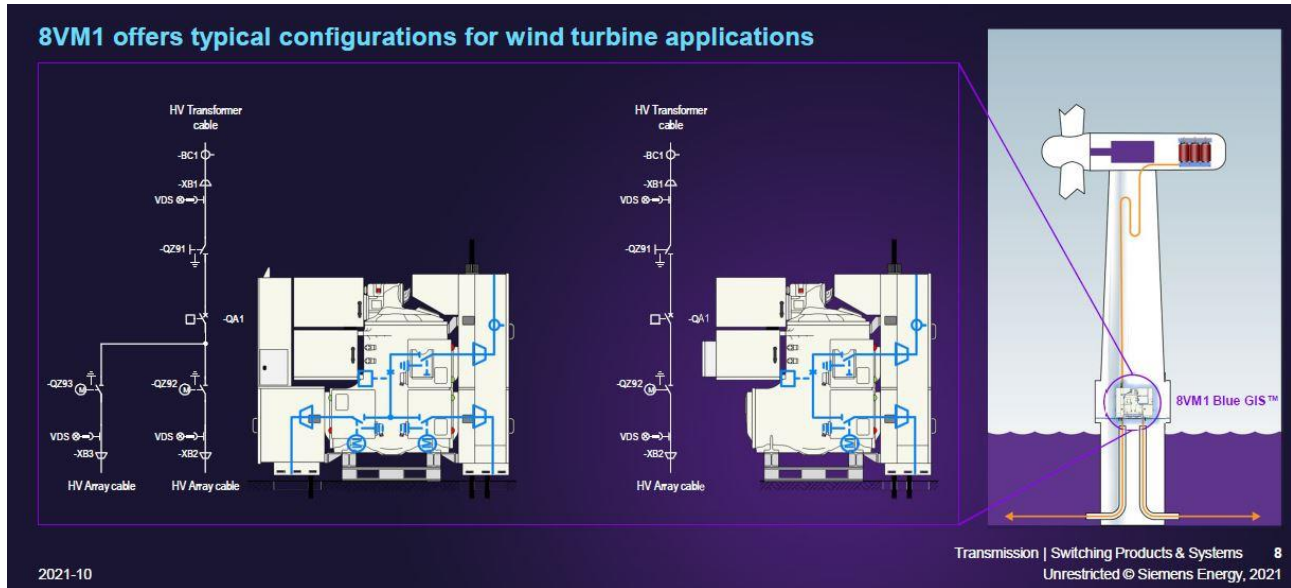 8VM1 offers typical configurations for wind turbine applications
HV Transformer
cable
-BC1
-XB1
VDS
-QZ91
-QA1
-QZ93
M
-QZ92
M
VDS
-XB3
VDS
-XB2
HV Array cable
HV Array cable
M
M
HV Transformer
cable
-BC1
-XB1
VDS
-QZ91
-QA1
-QZ92
M
VDS
-XB2
HV Array cable
M
8VM1 Blue GIS™
2021-10
Transmission | Switching Products & Systems 8
Unrestricted © Siemens Energy, 2021